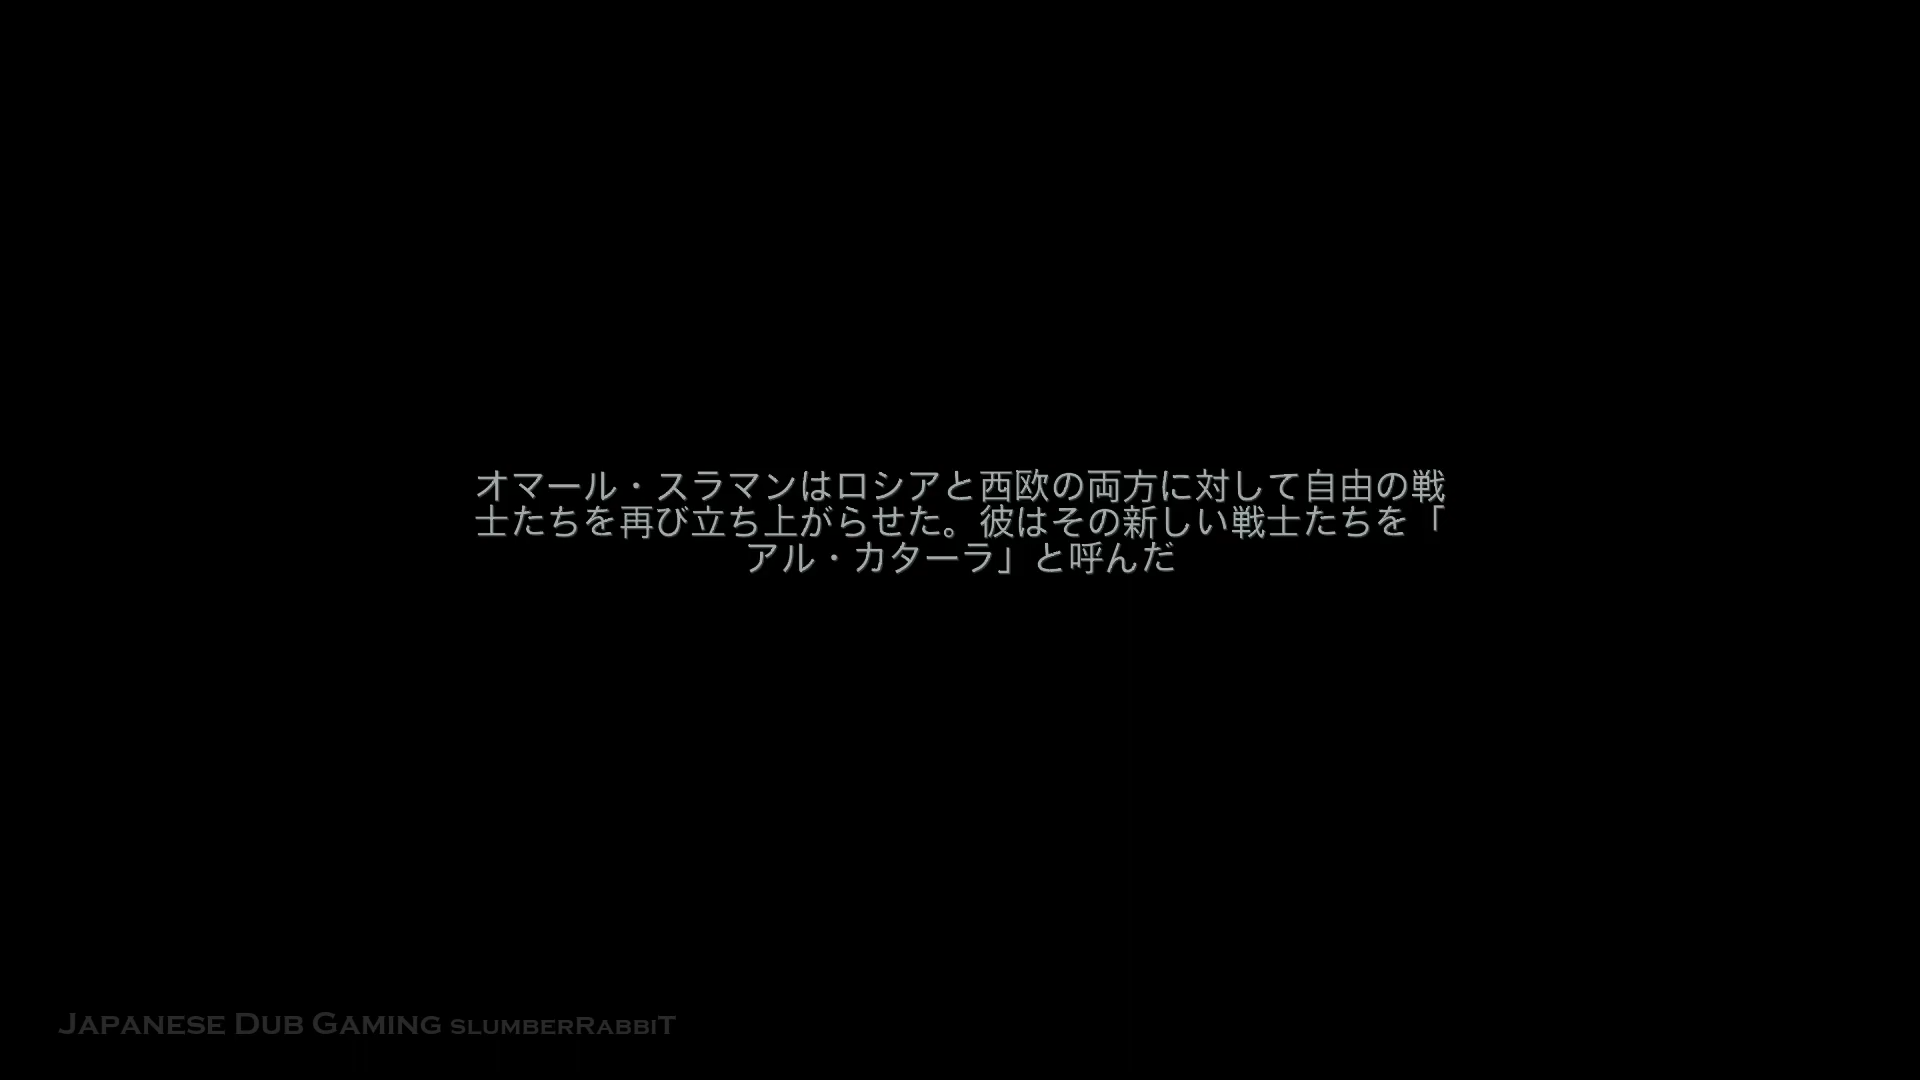 オマール・スラマンはロシアと西欧の両方に対して自由の戦
士たちを再び立ち上がらせた。彼はその新しい戦士たちを「
アル・カターラ」と呼んだ
JAPANESE DUB GAMING SLUMBERRABBIT